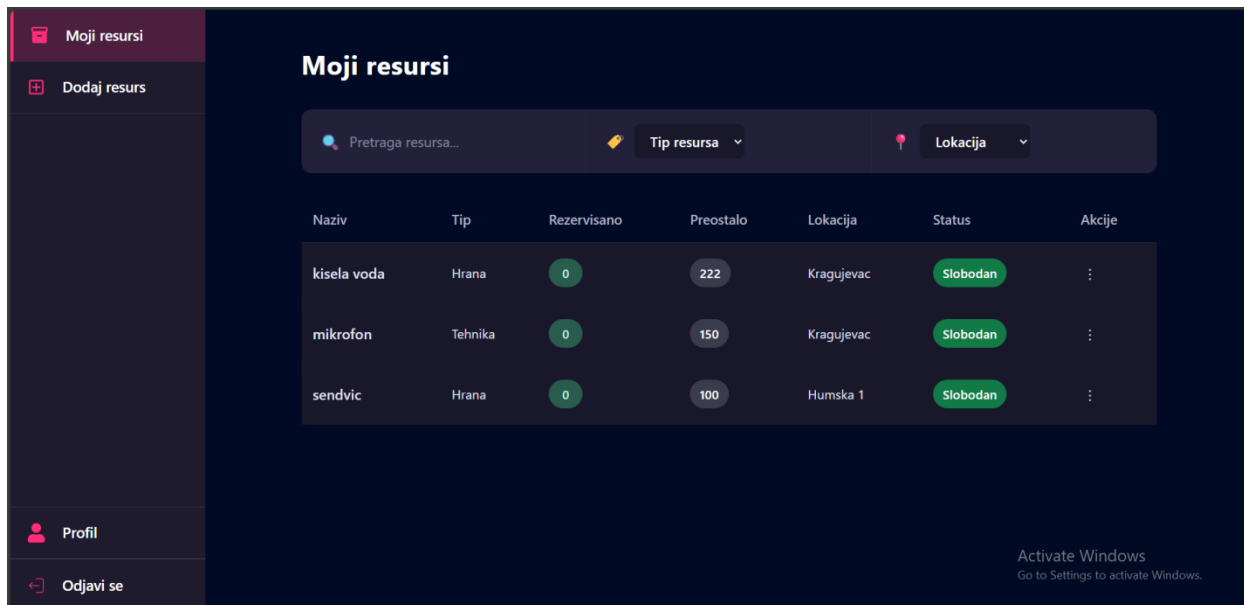 Moji resursi
Dodaj resurs
Profil
Odjavi se
Moji resursi
Pretraga resursa...
Tip resursa
Lokacija
Naziv Tip Rezervisano Preostalo Lokacija Status Akcije
kisela voda Hrana 0 222 Kragujevac Slobodan ⋮
mikrofon Tehnika 0 150 Kragujevac Slobodan ⋮
sendvic Hrana 0 100 Humska 1 Slobodan ⋮
Activate Windows
Go to Settings to activate Windows.